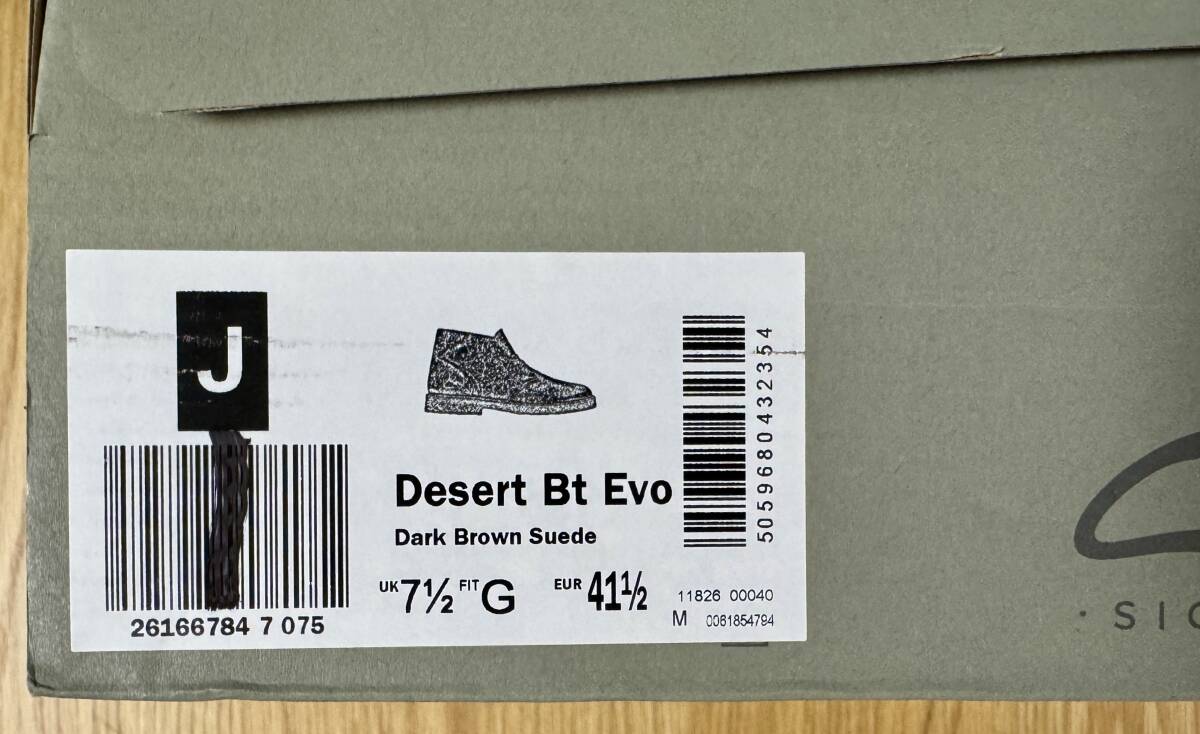 J
Desert Bt Evo
Dark Brown Suede
UK 7½ FIT G EUR 41½
26166784 7 075
5059680432354
11826 00040
M 0061854794